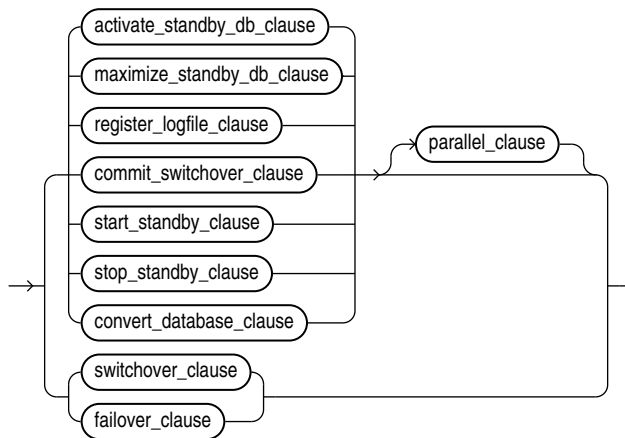 activate_standby_db_clause
maximize_standby_db_clause
register_logfile_clause
parallel_clause
commit_switchover_clause
start_standby_clause
stop_standby_clause
convert_database_clause
switchover_clause
failover_clause